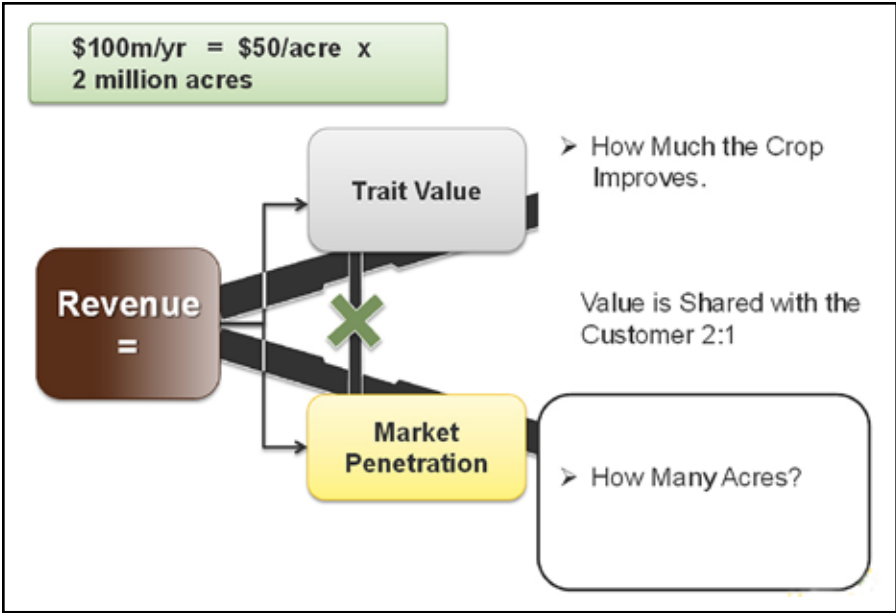 $100m/yr = $50/acre x
2 million acres
Trait Value
➢ How Much the Crop
Improves.
Revenue
=
Value is Shared with the
Customer 2:1
Market
Penetration
➢ How Many Acres?